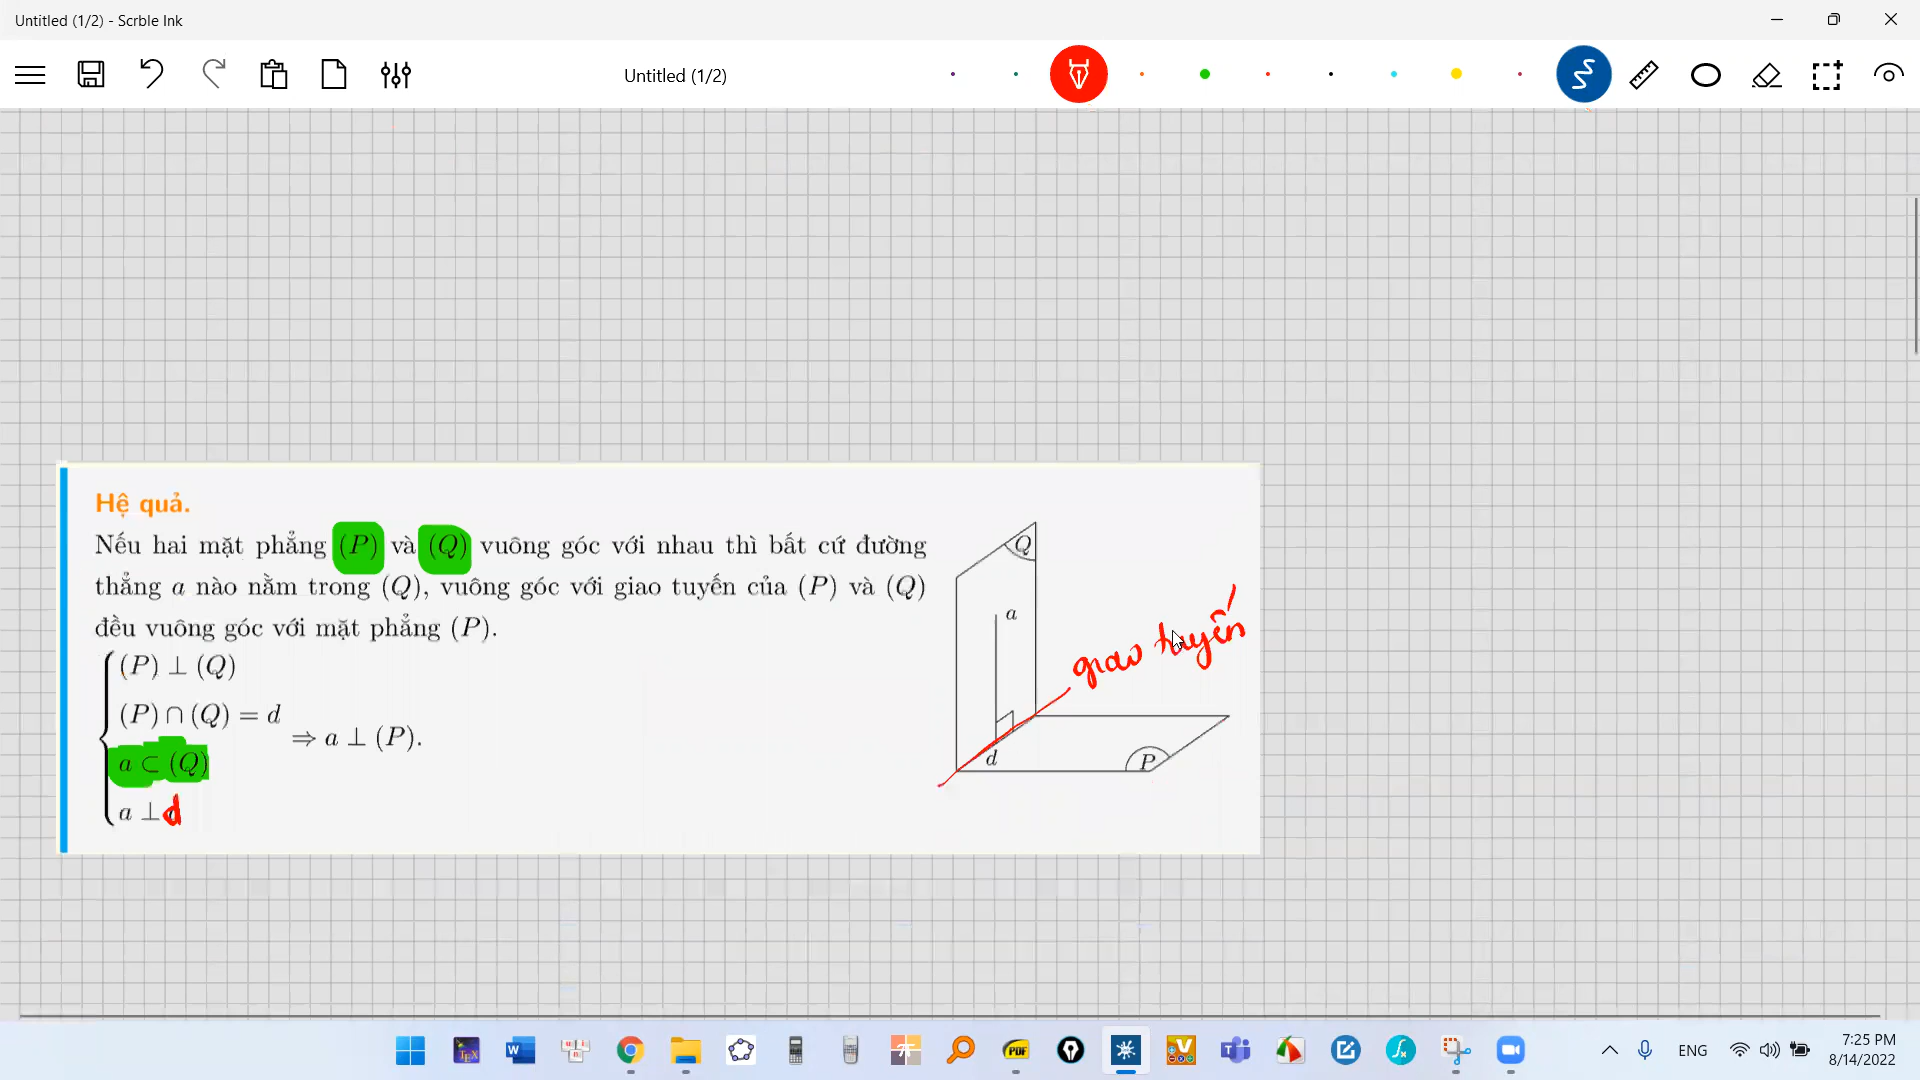 Untitled (1/2) - Scrble Ink
Untitled (1/2)
Hệ quả.
Nếu hai mặt phẳng (P) và (Q) vuông góc với nhau thì bất cứ đường
thẳng a nào nằm trong (Q), vuông góc với giao tuyến của (P) và (Q)
đều vuông góc với mặt phẳng (P).
(P) ⊥ (Q)
(P) ∩ (Q) = d
a ⊂ (Q)
a ⊥ d
⇒ a ⊥ (P).
Q
a
giao tuyến
d
P
ENG
7:25 PM
8/14/2022